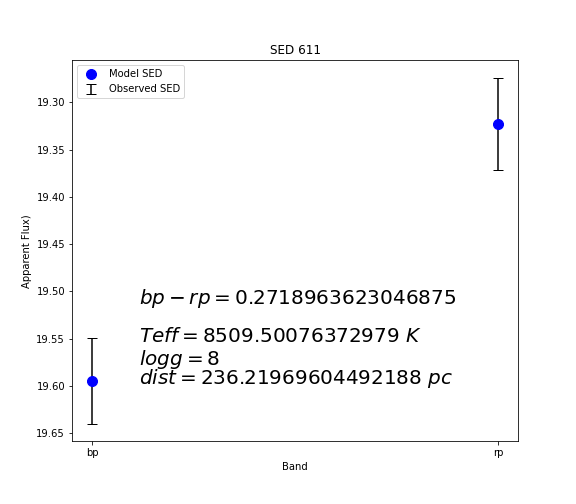 SED 611
Model SED
Observed SED
19.30
19.35
19.40
19.45
19.50
19.55
19.60
19.65
Apparent Flux)
bp − rp = 0.2718963623046875
Teff = 8509.50076372979 K
logg = 8
dist = 236.21969604492188 pc
bp
rp
Band